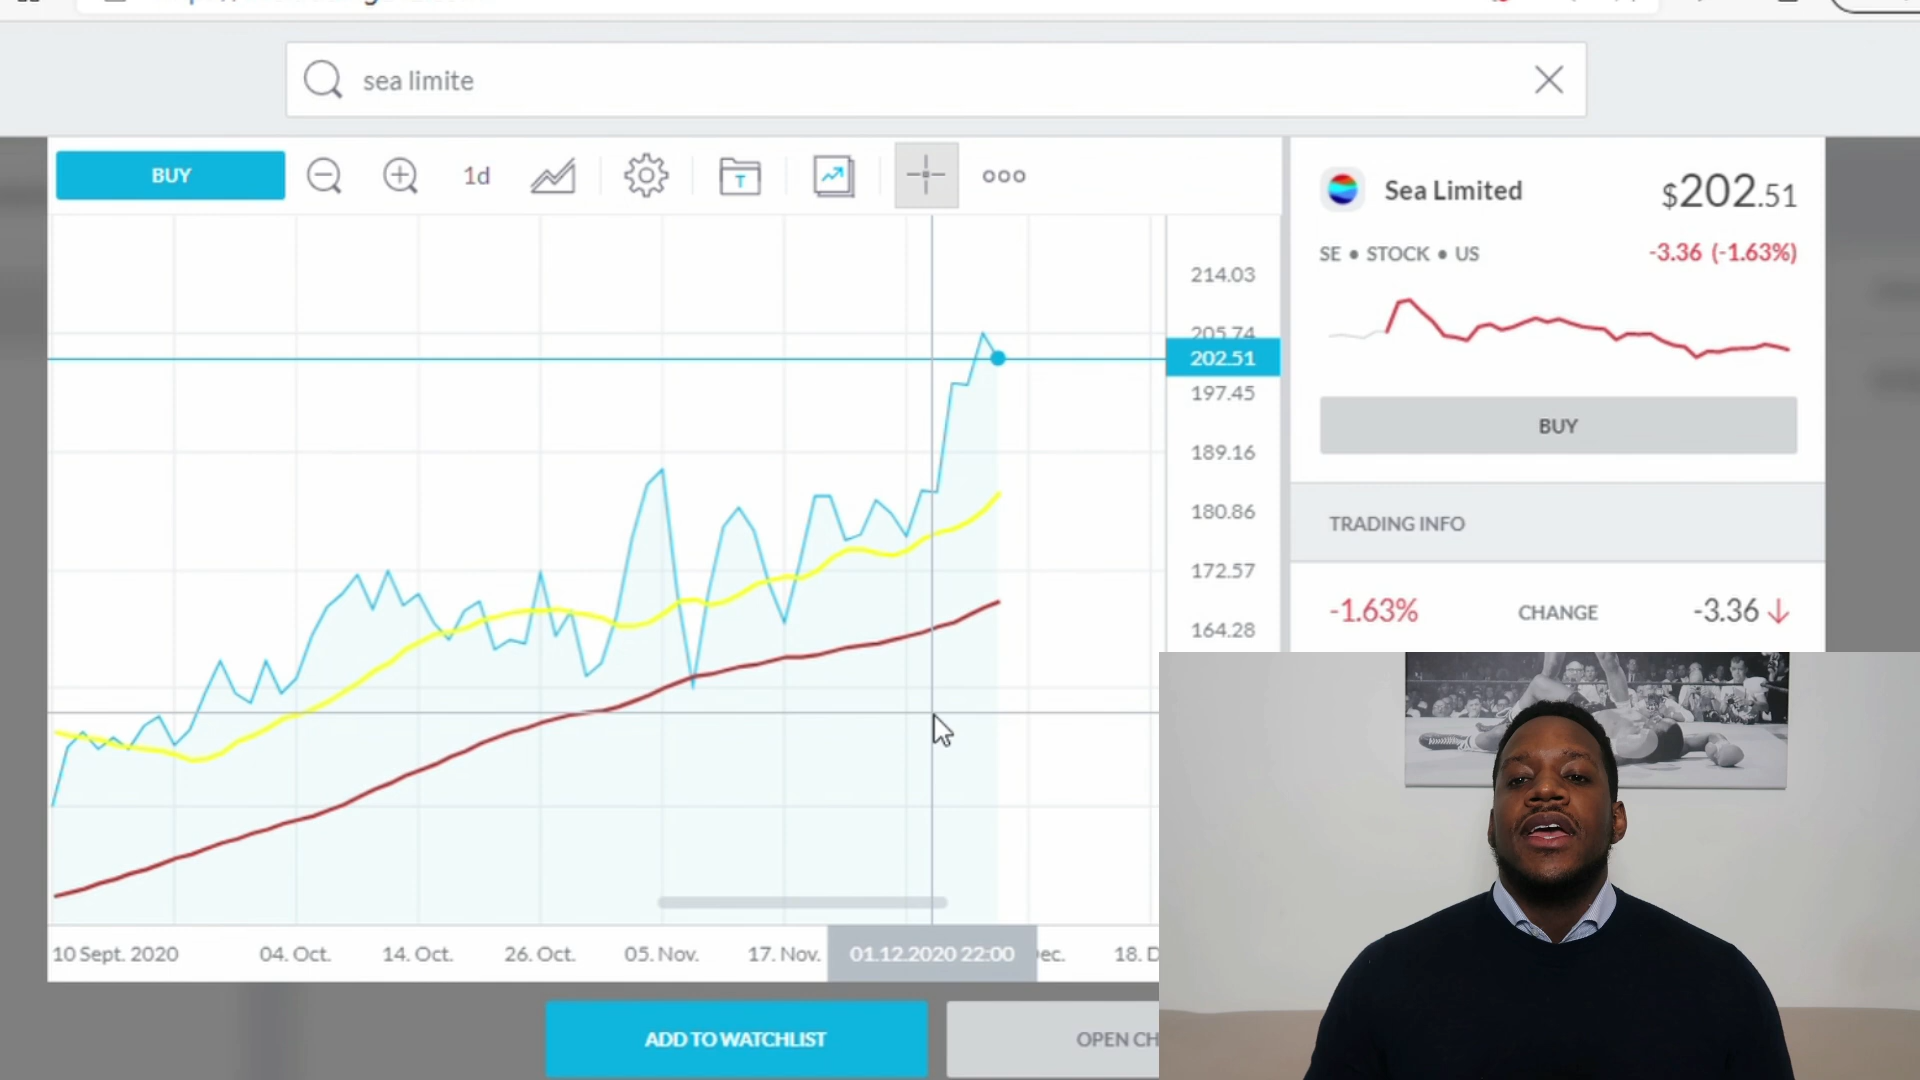 sea limite
BUY
1d
T
Sea Limited
$202.51
SE • STOCK • US
-3.36 (-1.63%)
214.03
205.74
202.51
197.45
189.16
180.86
172.57
164.28
BUY
TRADING INFO
-1.63% CHANGE -3.36
10 Sept. 2020
04. Oct.
14. Oct.
26. Oct.
05. Nov.
17. Nov.
01.12.2020 22:00
18. D
ADD TO WATCHLIST
OPEN CH